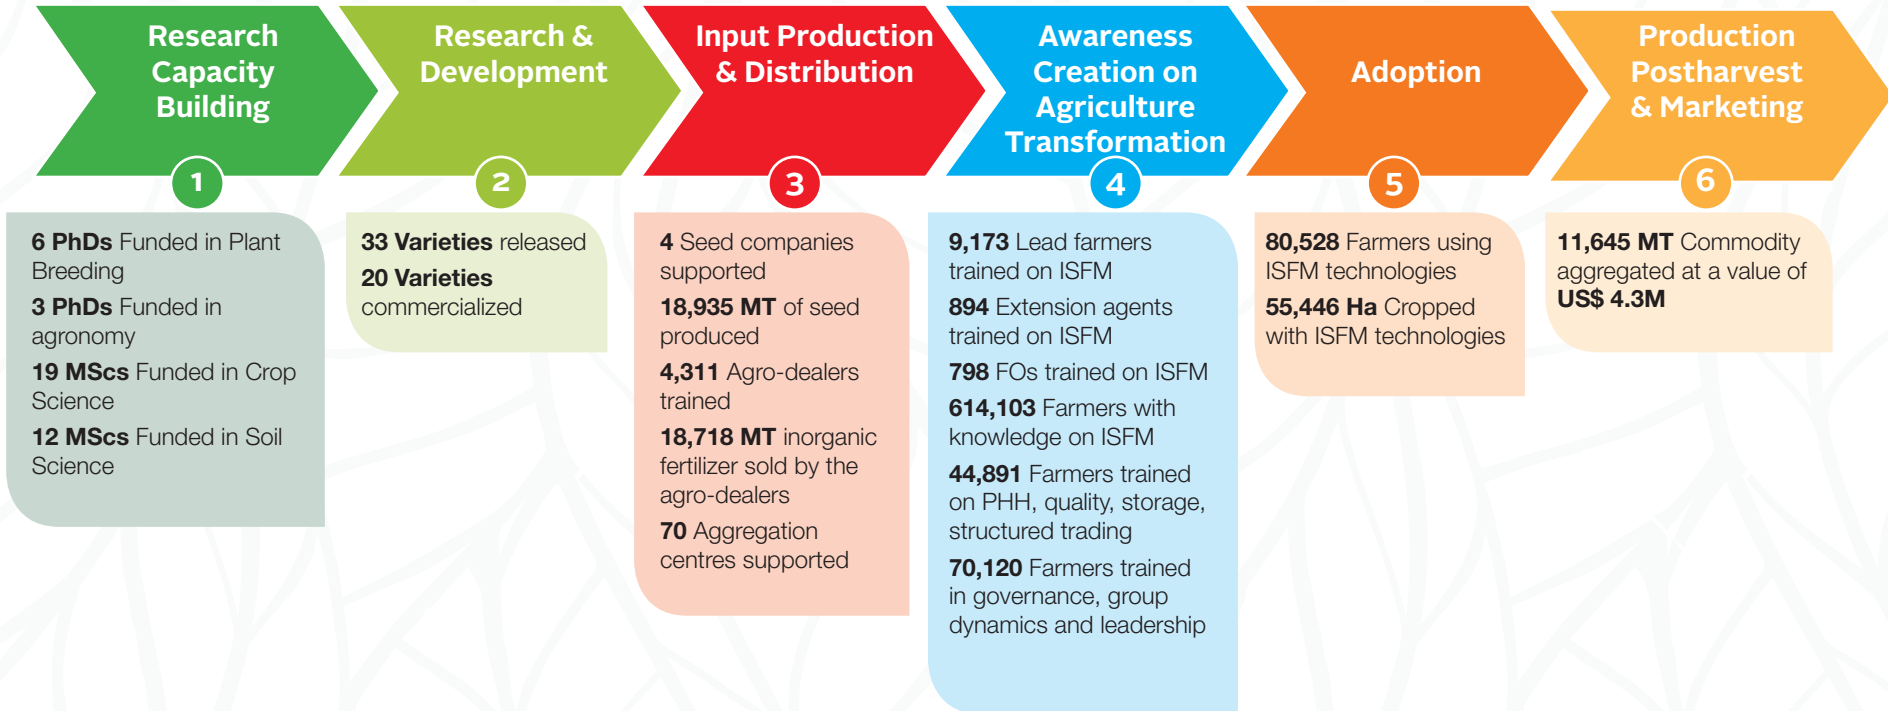 Research
Capacity
Building
1
6 PhDs Funded in Plant
Breeding
3 PhDs Funded in
agronomy
19 MScs Funded in Crop
Science
12 MScs Funded in Soil
Science
Research &
Development
2
33 Varieties released
20 Varieties
commercialized
Input Production
& Distribution
3
4 Seed companies
supported
18,935 MT of seed
produced
4,311 Agro-dealers
trained
18,718 MT inorganic
fertilizer sold by the
agro-dealers
70 Aggregation
centres supported
Awareness
Creation on
Agriculture
Transformation
4
9,173 Lead farmers
trained on ISFM
894 Extension agents
trained on ISFM
798 FOs trained on ISFM
614,103 Farmers with
knowledge on ISFM
44,891 Farmers trained
on PHH, quality, storage,
structured trading
70,120 Farmers trained
in governance, group
dynamics and leadership
Adoption
5
80,528 Farmers using
ISFM technologies
55,446 Ha Cropped
with ISFM technologies
Production
Postharvest
& Marketing
6
11,645 MT Commodity
aggregated at a value of
US$ 4.3M